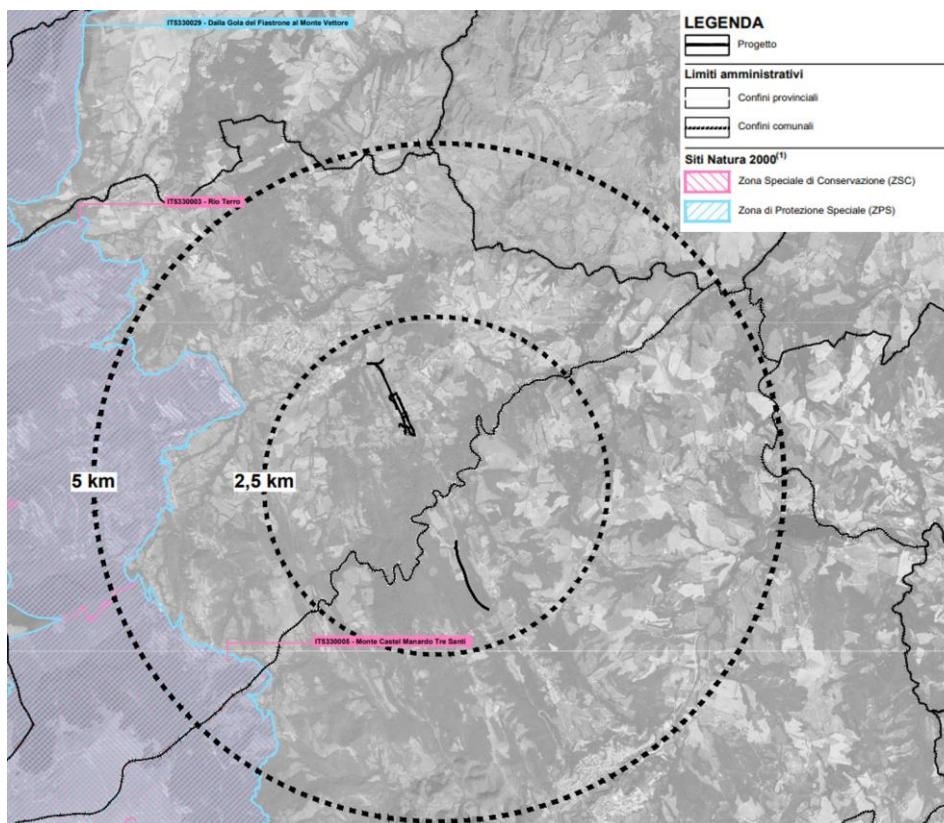 IT5330029 - Dalla Gola del Fiastrone al Monte Vettore
LEGENDA
Progetto
Limiti amministrativi
Confini provinciali
Confini comunali
Siti Natura 2000(1)
Zona Speciale di Conservazione (ZSC)
Zona di Protezione Speciale (ZPS)
IT5330003 - Rio Terro
5 km
2,5 km
IT5330005 - Monte Castel Manardo Tre Santi